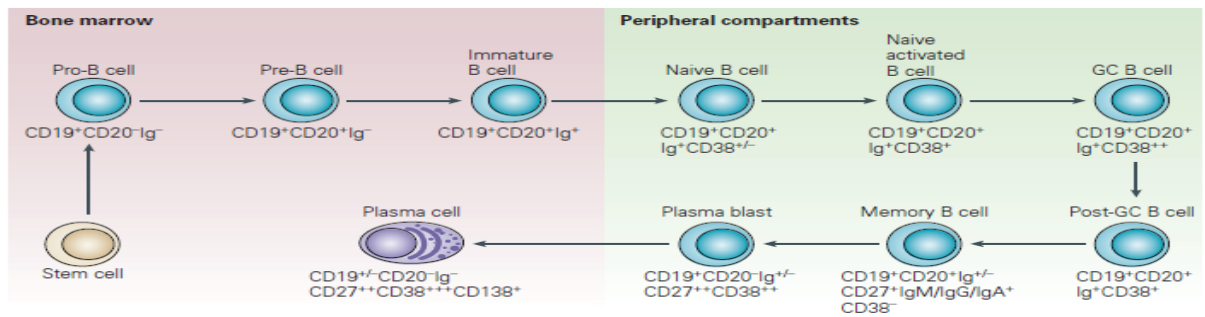 Bone marrow
Peripheral compartments
Pro-B cell
CD19⁺CD20⁻Ig⁻
Pre-B cell
CD19⁺CD20⁺Ig⁻
Immature
B cell
CD19⁺CD20⁺Ig⁺
Naive B cell
CD19⁺CD20⁺
Ig⁺CD38⁺/⁻
Naive
activated
B cell
CD19⁺CD20⁺
Ig⁺CD38⁺
GC B cell
CD19⁺CD20⁺
Ig⁺CD38⁺⁺
Stem cell
Plasma cell
CD19⁺/⁻CD20⁻Ig⁻
CD27⁺⁺CD38⁺⁺⁺CD138⁺
Plasma blast
CD19⁺CD20⁻Ig⁺/⁻
CD27⁺⁺CD38⁺⁺
Memory B cell
CD19⁺CD20⁺Ig⁺/⁻
CD27⁺IgM/IgG/IgA⁺
CD38⁻
Post-GC B cell
CD19⁺CD20⁺
Ig⁺CD38⁺